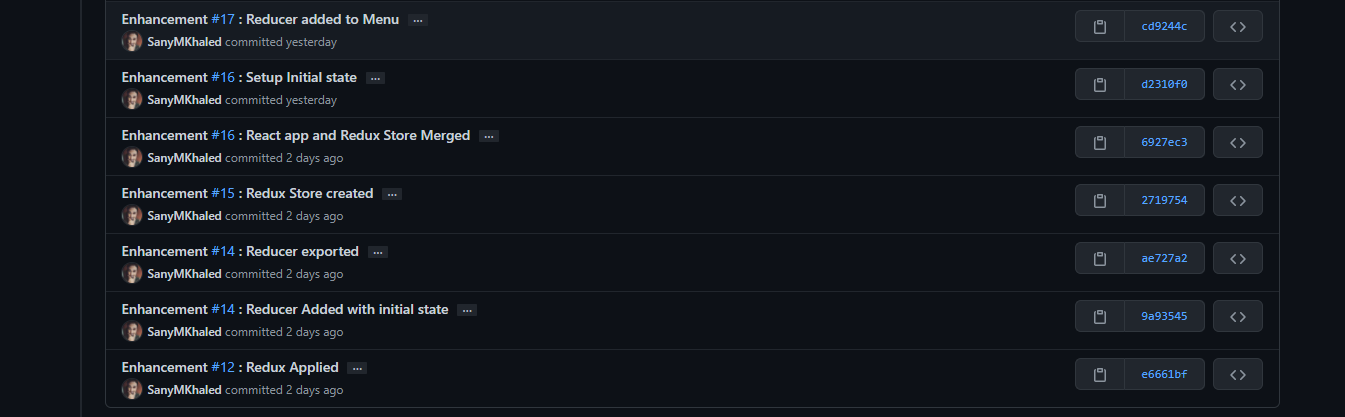 Enhancement #17 : Reducer added to Menu ...
cd9244c
SanyMKhaled committed yesterday
Enhancement #16 : Setup Initial state ...
d2310f0
SanyMKhaled committed yesterday
Enhancement #16 : React app and Redux Store Merged ...
6927ec3
SanyMKhaled committed 2 days ago
Enhancement #15 : Redux Store created ...
2719754
SanyMKhaled committed 2 days ago
Enhancement #14 : Reducer exported ...
ae727a2
SanyMKhaled committed 2 days ago
Enhancement #14 : Reducer Added with initial state ...
9a93545
SanyMKhaled committed 2 days ago
Enhancement #12 : Redux Applied ...
e6661bf
SanyMKhaled committed 2 days ago